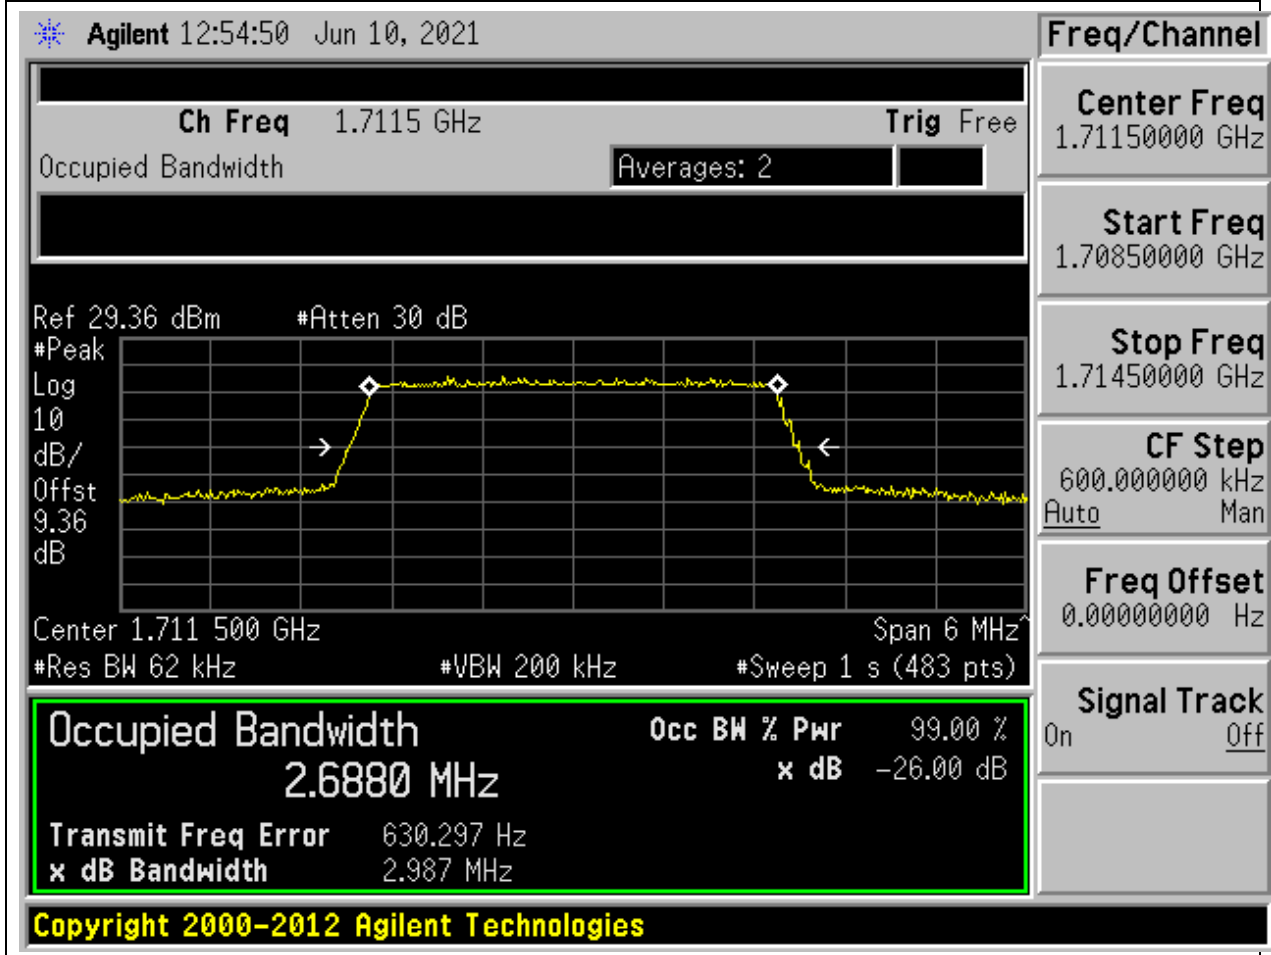 Agilent 12:54:50 Jun 10, 2021
Freq/Channel
Ch Freq 1.7115 GHz Trig Free
Occupied Bandwidth Averages: 2
Ref 29.36 dBm #Atten 30 dB
#Peak
Log
10
dB/
Offst
9.36
dB
Center 1.711 500 GHz Span 6 MHz^
#Res BW 62 kHz #VBW 200 kHz #Sweep 1 s (483 pts)
Occupied Bandwidth Occ BW % Pwr 99.00 %
2.6880 MHz x dB -26.00 dB
Transmit Freq Error 630.297 Hz
x dB Bandwidth 2.987 MHz
Center Freq
1.71150000 GHz
Start Freq
1.70850000 GHz
Stop Freq
1.71450000 GHz
CF Step
600.000000 kHz
Auto Man
Freq Offset
0.00000000 Hz
Signal Track
On Off
Copyright 2000-2012 Agilent Technologies